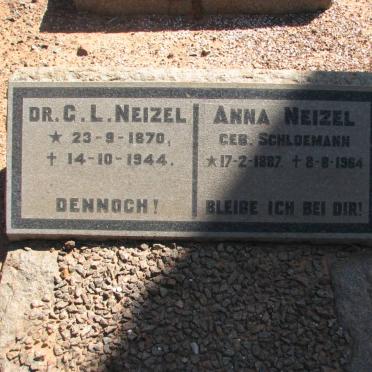 DR. C. L. NEIZEL
★ 23-9-1870,
✝ 14-10-1944.
DENNOCH!
ANNA NEIZEL
GEB. SCHLOEMANN
★17-2-1887. ✝ 8-8-1964
BLEIBE ICH BEI DIR!